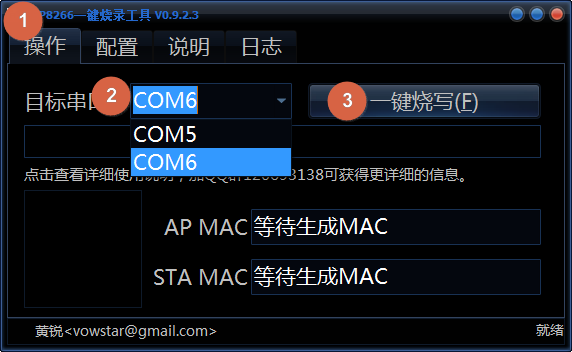 1
P8266一键烧录工具 V0.9.2.3
操作 配置 说明 日志
目标串口 2 COM6 3 一键烧写(F)
COM5
COM6
点击查看详细使用说明，加QQ群 138可获得更详细的信息。
AP MAC 等待生成MAC
STA MAC 等待生成MAC
黄锐<vowstar@gmail.com> 就绪